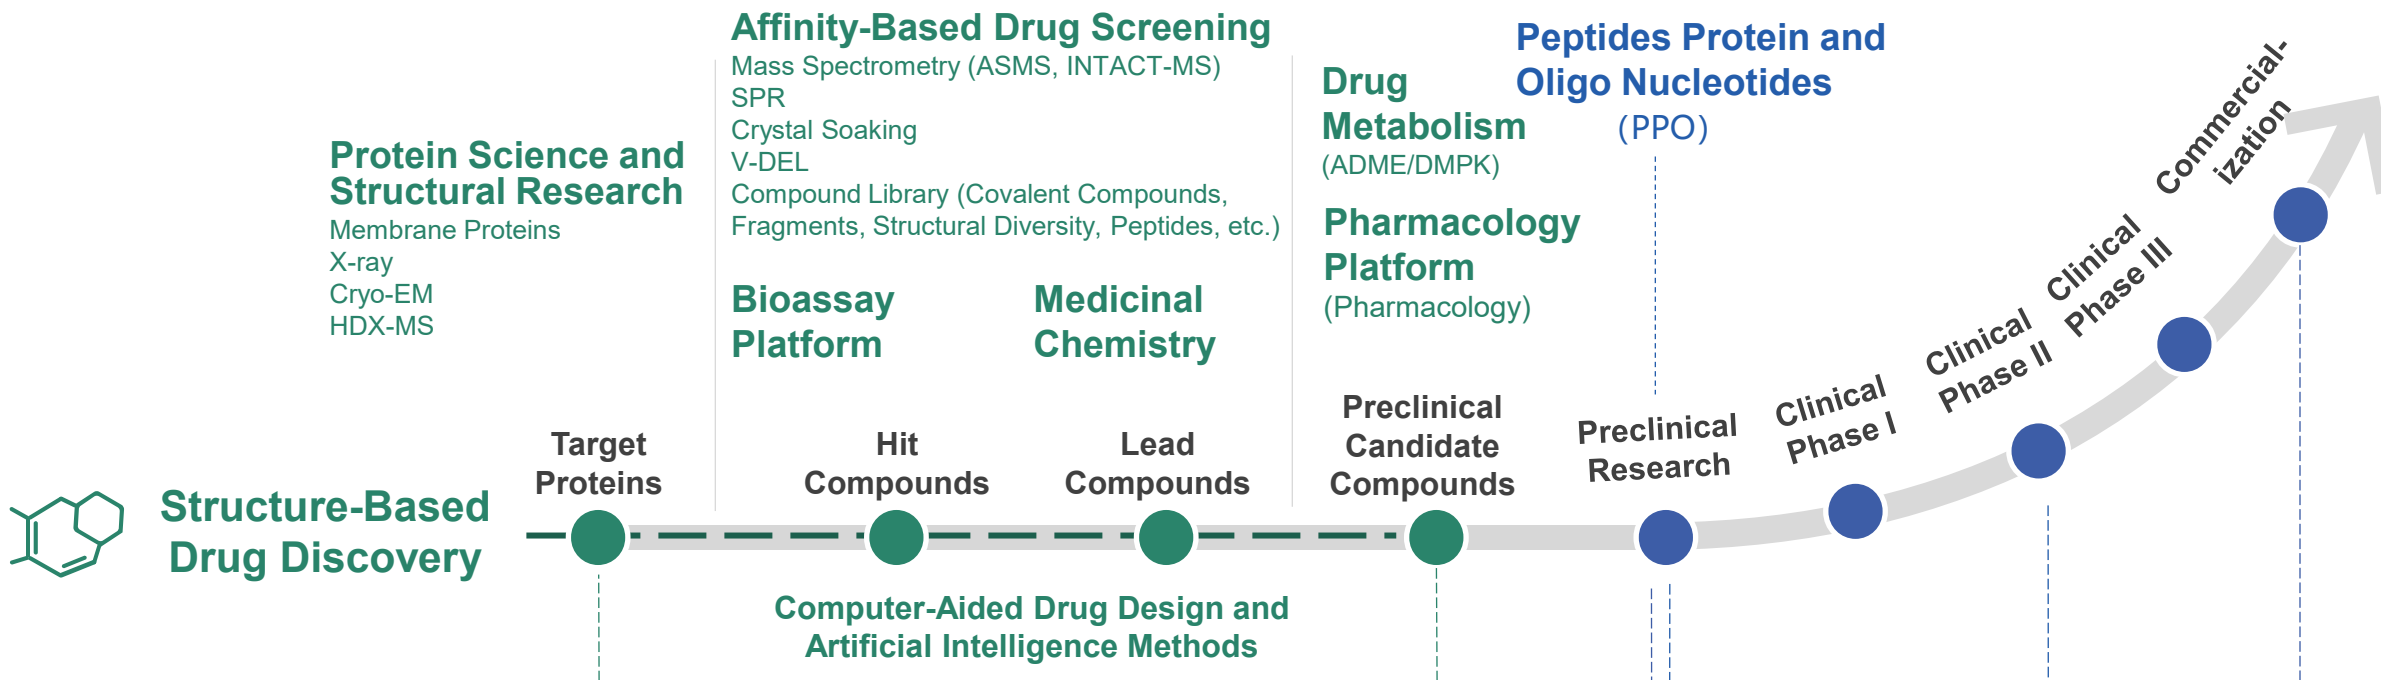 Affinity-Based Drug Screening
Mass Spectrometry (ASMS, INTACT-MS)
SPR
Crystal Soaking
V-DEL
Compound Library (Covalent Compounds,
Fragments, Structural Diversity, Peptides, etc.)
Protein Science and
Structural Research
Membrane Proteins
X-ray
Cryo-EM
HDX-MS
Bioassay
Platform
Medicinal
Chemistry
Drug
Metabolism
(ADME/DMPK)
Pharmacology
Platform
(Pharmacology)
Peptides Protein and
Oligo Nucleotides
(PPO)
Structure-Based
Drug Discovery
Target
Proteins
Hit
Compounds
Lead
Compounds
Preclinical
Candidate
Compounds
Preclinical
Research
Clinical
Phase I
Clinical
Phase II
Clinical
Phase III
Commercial-
ization
Computer-Aided Drug Design and
Artificial Intelligence Methods